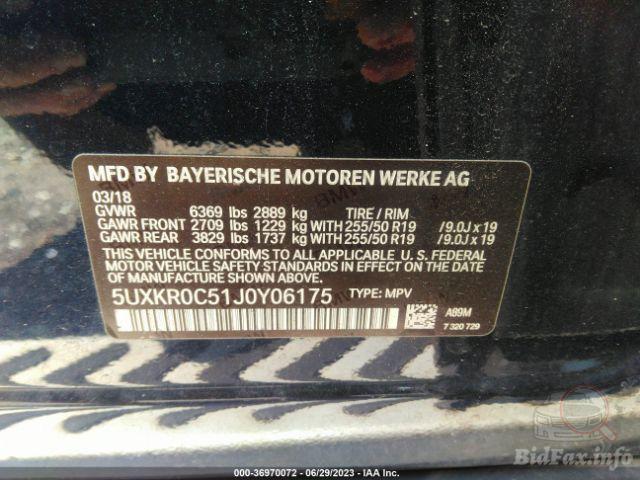 MFD BY BAYERISCHE MOTOREN WERKE AG
03/18
GVWR 6369 lbs 2889 kg TIRE / RIM
GAWR FRONT 2709 lbs 1229 kg WITH 255/50 R19 /9.0J x 19
GAWR REAR 3829 lbs 1737 kg WITH 255/50 R19 /9.0J x 19
THIS VEHICLE CONFORMS TO ALL APPLICABLE U. S. FEDERAL
MOTOR VEHICLE SAFETY STANDARDS IN EFFECT ON THE DATE
OF MANUFACTURE SHOWN ABOVE.
5UXKR0C51J0Y06175 TYPE: MPV
A89M
7 320 729
000-36970072 / 06/29/2023 - IAA Inc.
BidFax.info